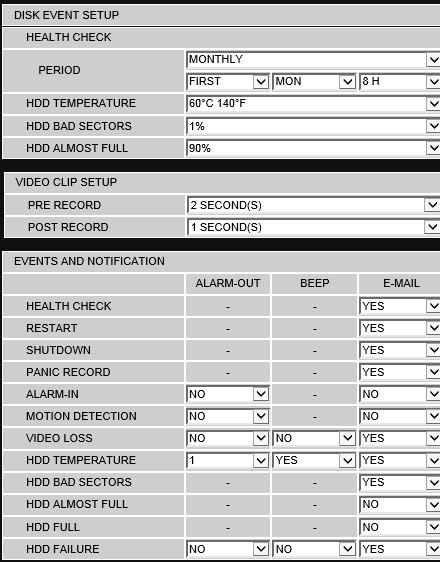 DISK EVENT SETUP
HEALTH CHECK
PERIOD MONTHLY
FIRST MON 8 H
HDD TEMPERATURE 60°C 140°F
HDD BAD SECTORS 1%
HDD ALMOST FULL 90%
VIDEO CLIP SETUP
PRE RECORD 2 SECOND(S)
POST RECORD 1 SECOND(S)
EVENTS AND NOTIFICATION
ALARM-OUT BEEP E-MAIL
HEALTH CHECK - - YES
RESTART - - YES
SHUTDOWN - - YES
PANIC RECORD - - YES
ALARM-IN NO - NO
MOTION DETECTION NO - NO
VIDEO LOSS NO NO YES
HDD TEMPERATURE 1 YES YES
HDD BAD SECTORS - - YES
HDD ALMOST FULL - - NO
HDD FULL - - NO
HDD FAILURE NO NO YES